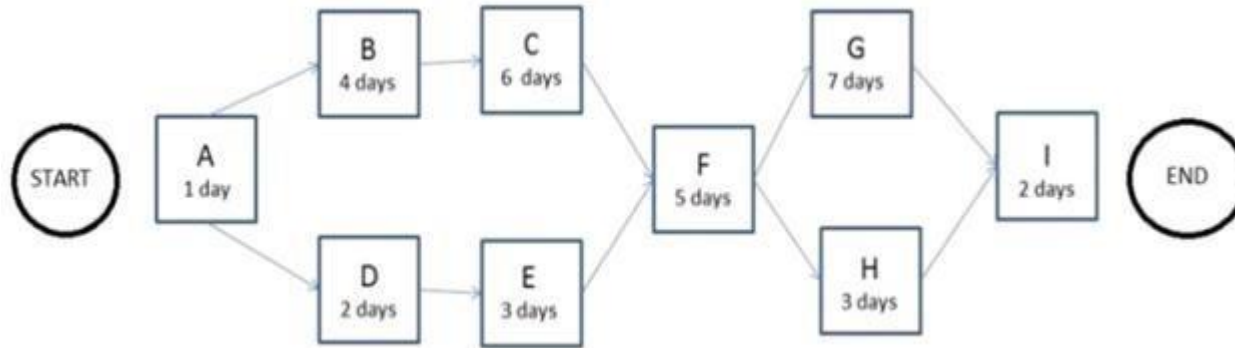 START
A
1 day
B
4 days
C
6 days
D
2 days
E
3 days
F
5 days
G
7 days
H
3 days
I
2 days
END